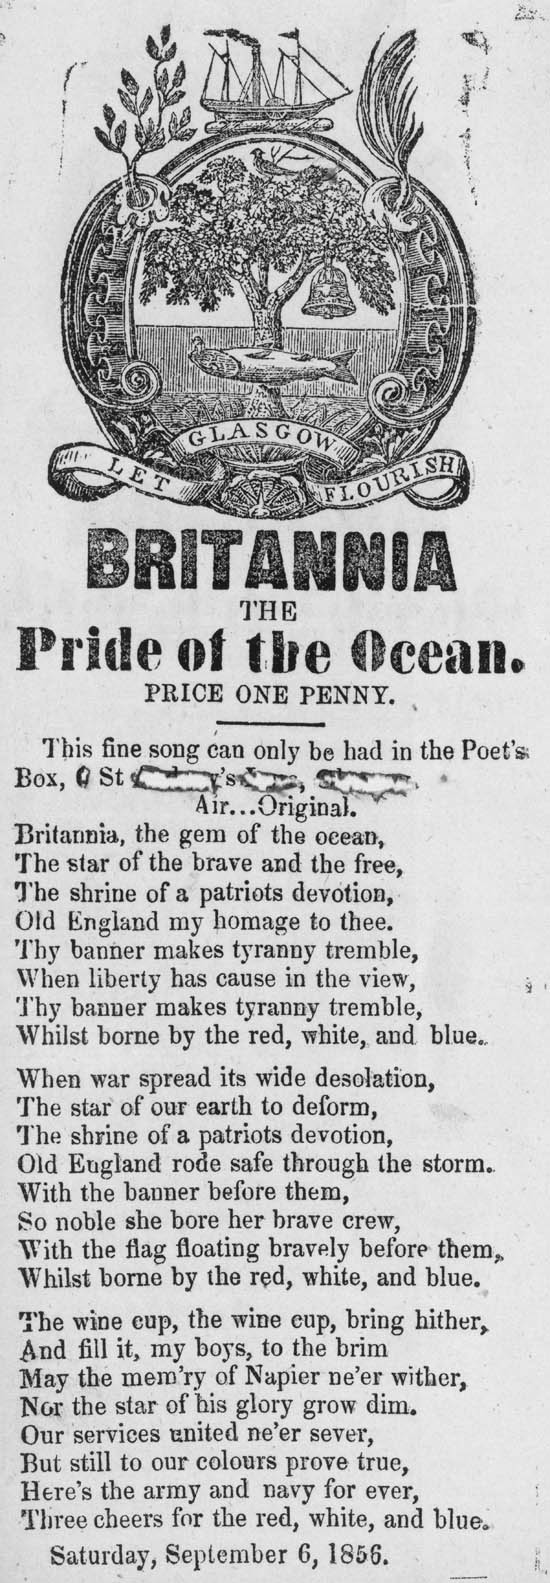 GLASGOW
LET FLOURISH
BRITANNIA
THE
Pride of the Ocean.
PRICE ONE PENNY.
This fine song can only be had in the Poet's
Box, St
Air...Original.
Britannia, the gem of the ocean,
The star of the brave and the free,
The shrine of a patriots devotion,
Old England my homage to thee.
Thy banner makes tyranny tremble,
When liberty has cause in the view,
Thy banner makes tyranny tremble,
Whilst borne by the red, white, and blue.
When war spread its wide desolation,
The star of our earth to deform,
The shrine of a patriots devotion,
Old England rode safe through the storm.
With the banner before them,
So noble she bore her brave crew,
With the flag floating bravely before them,
Whilst borne by the red, white, and blue.
The wine cup, the wine cup, bring hither,
And fill it, my boys, to the brim
May the mem'ry of Napier ne'er wither,
Nor the star of his glory grow dim.
Our services united ne'er sever,
But still to our colours prove true,
Here's the army and navy for ever,
Three cheers for the red, white, and blue.
Saturday, September 6, 1856.